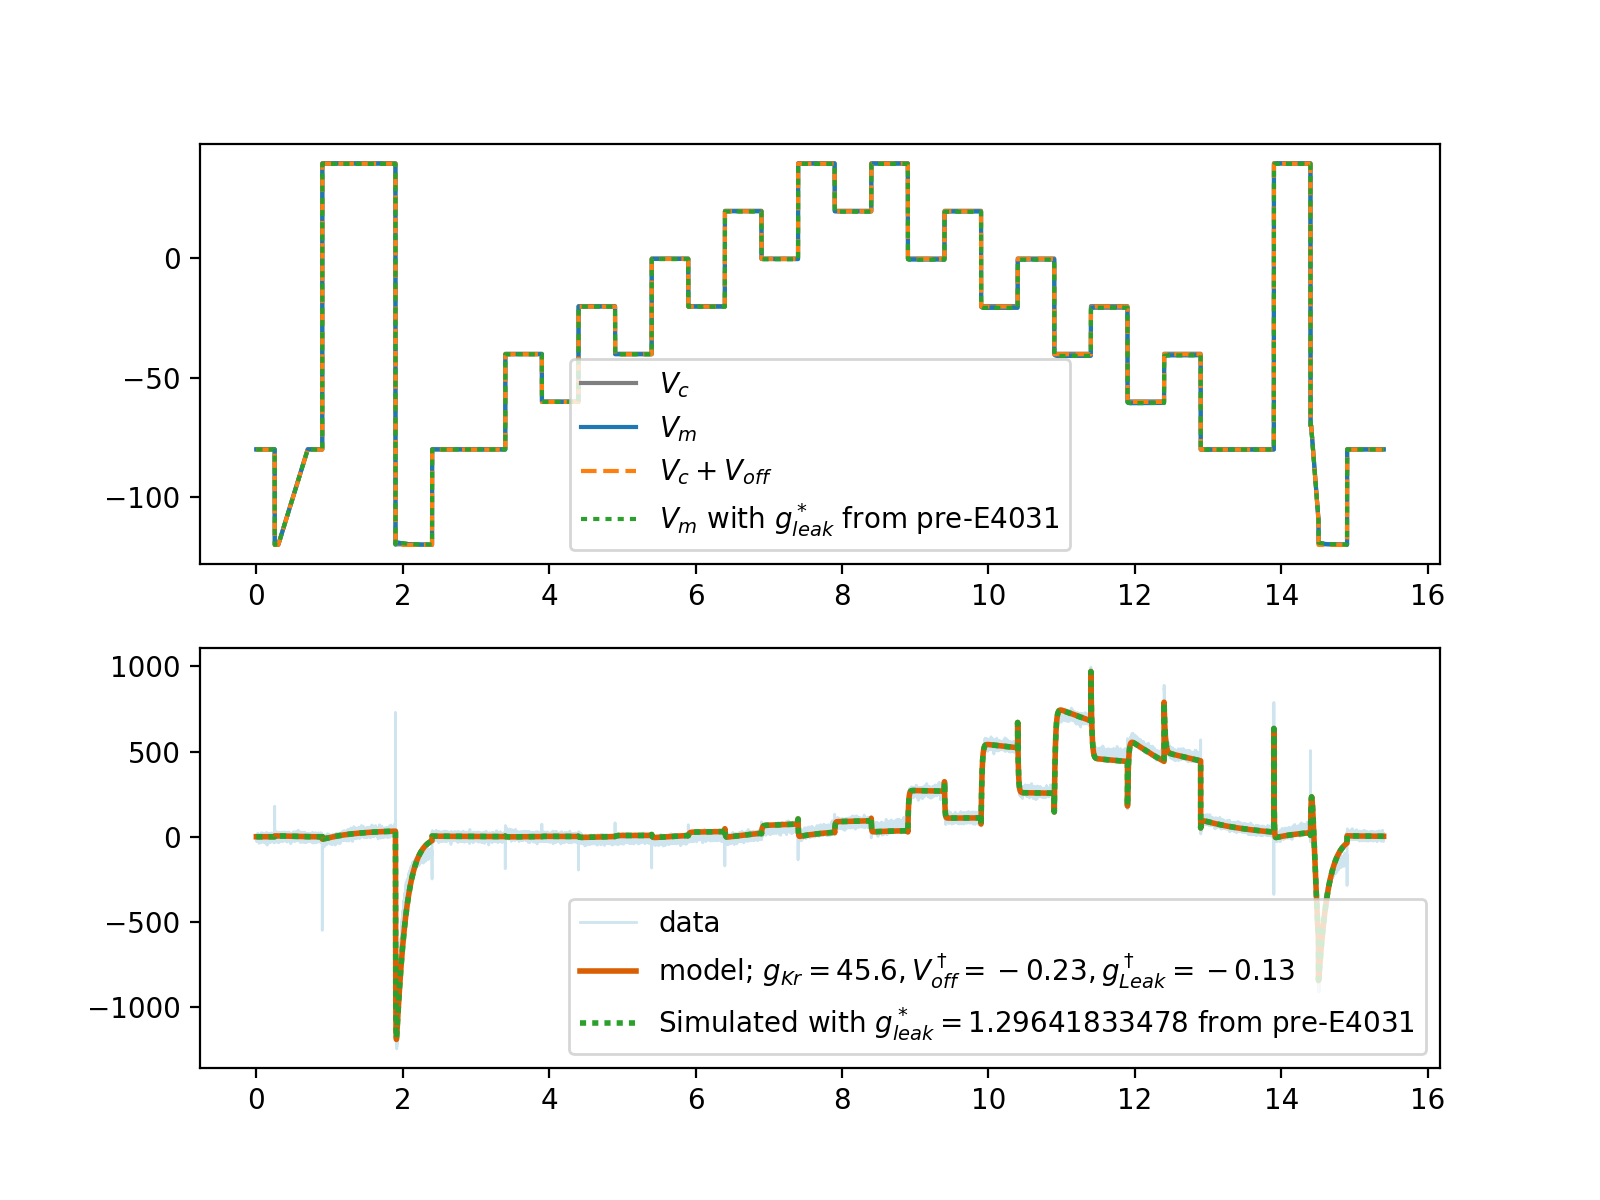 0
−50
−100
V_c
V_m
V_c + V_off
V_m with g*_leak from pre-E4031
0 2 4 6 8 10 12 14 16
1000
500
0
−500
−1000
data
model; g_Kr = 45.6, V†_off = −0.23, g†_Leak = −0.13
Simulated with g*_leak = 1.29641833478 from pre-E4031
0 2 4 6 8 10 12 14 16